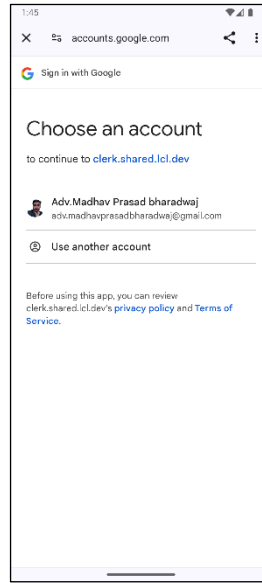 1:45
accounts.google.com
Sign in with Google
Choose an account
to continue to clerk.shared.lcl.dev
Adv.Madhav Prasad bharadwaj
adv.madhavprasadbharadwaj@gmail.com
Use another account
Before using this app, you can review
clerk.shared.lcl.dev's privacy policy and Terms of
Service.